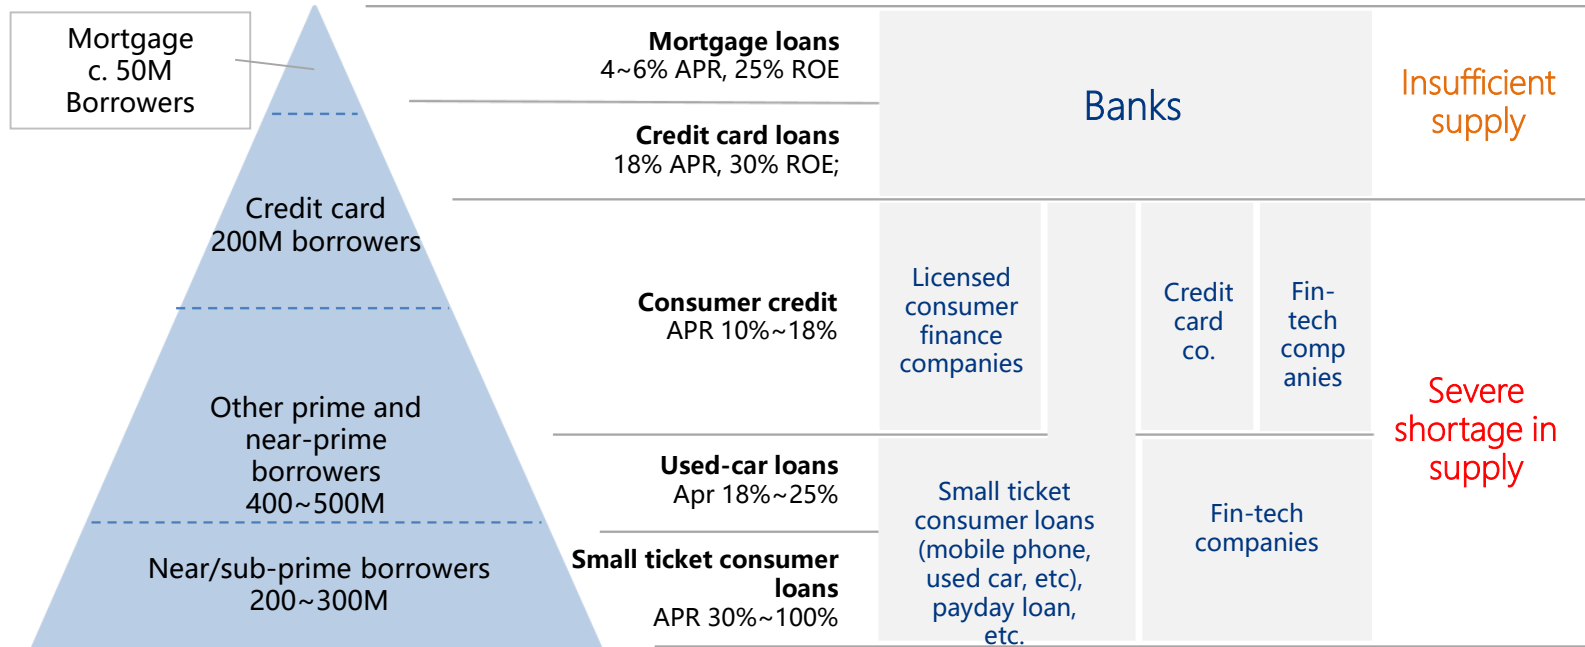 Mortgage
c. 50M
Borrowers
Credit card
200M borrowers
Other prime and
near-prime
borrowers
400~500M
Near/sub-prime borrowers
200~300M
Mortgage loans
4~6% APR, 25% ROE
Credit card loans
18% APR, 30% ROE;
Consumer credit
APR 10%~18%
Used-car loans
Apr 18%~25%
Small ticket consumer
loans
APR 30%~100%
Banks
Licensed
consumer
finance
companies
Credit
card
co.
Fin-
tech
comp
anies
Small ticket
consumer loans
(mobile phone,
used car, etc),
payday loan,
etc.
Fin-tech
companies
Insufficient
supply
Severe
shortage in
supply